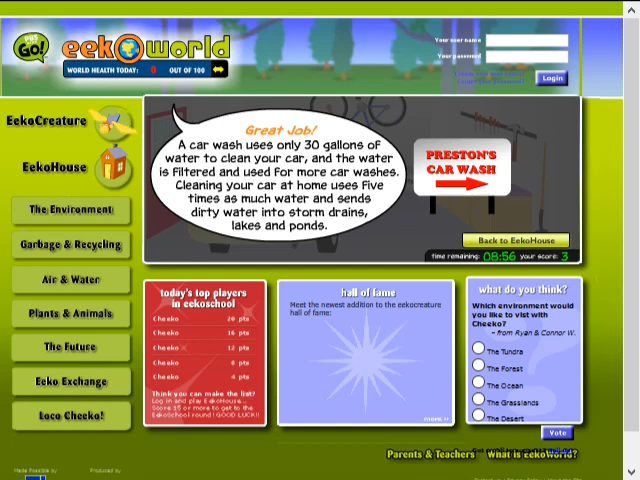 PBS KIDS
GO!
eekoworld
WORLD HEALTH TODAY: 0 OUT OF 100
Your user name
Your password
Login
EekoCreature
EekoHouse
The Environment
Garbage & Recycling
Air & Water
Plants & Animals
The Future
Eeko Exchange
Loco Cheeko!
Great Job!
A car wash uses only 30 gallons of
water to clean your car, and the water
is filtered and used for more car washes.
Cleaning your car at home uses five
times as much water and sends
dirty water into storm drains,
lakes and ponds.
PRESTON'S
CAR WASH
Back to EekoHouse
time remaining: 08:56 your score: 3
today's top players
in eekoschool
Cheeko 20 pts
Cheeko 16 pts
Cheeko 12 pts
Cheeko 8 pts
Cheeko 4 pts
Think you can make the list?
Log in and play EekoHouse...
Score 35 or more to get to the
EekoSchool round! GOOD LUCK!!
hall of fame
Meet the newest addition to the eekocreature
hall of fame:
more
what do you think?
Which environment would
you like to vist with
Cheeko?
- from Ryan & Connor W.
The Tundra
The Forest
The Ocean
The Grasslands
The Desert
Vote
Parents & Teachers What is eekoworld?
Made Possible by Produced by